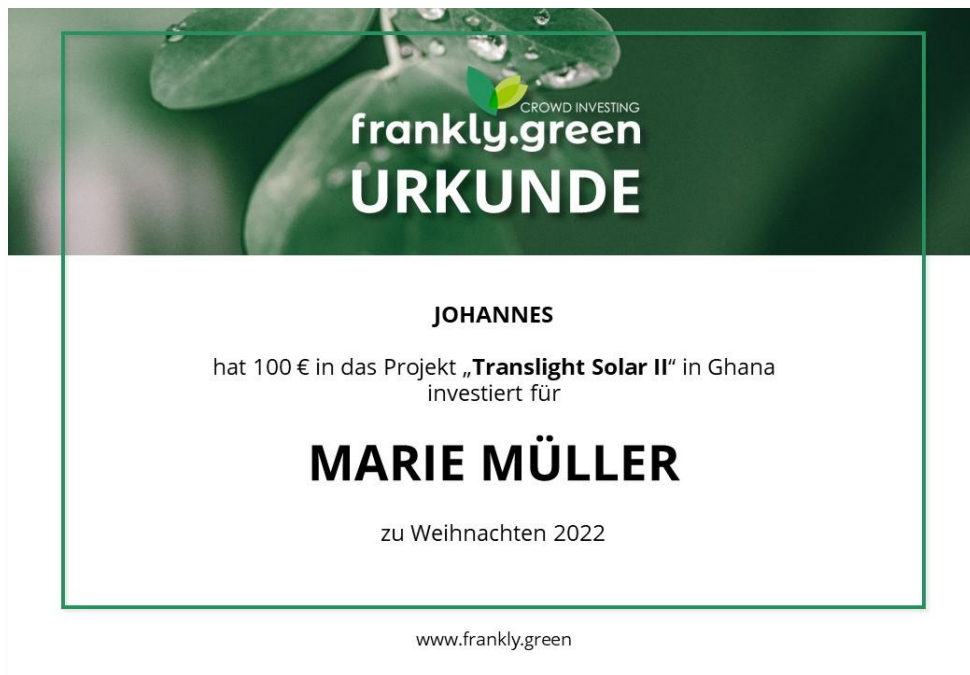 CROWD INVESTING
frankly.green
URKUNDE
JOHANNES
hat 100 € in das Projekt „Translight Solar II“ in Ghana
investiert für
MARIE MÜLLER
zu Weihnachten 2022
www.frankly.green